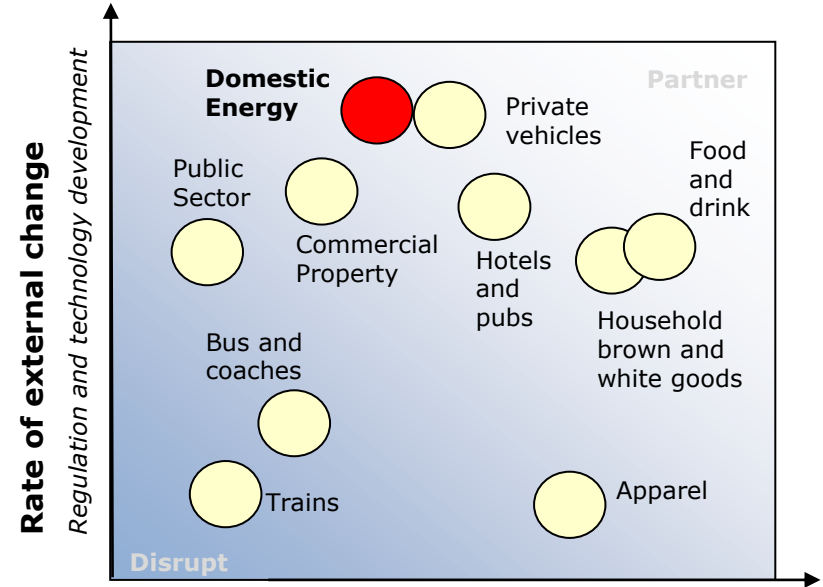 Rate of external change
Regulation and technology development
Partner
Domestic
Energy
Private
vehicles
Food
and
drink
Public
Sector
Commercial
Property
Hotels
and
pubs
Household
brown and
white goods
Bus and
coaches
Trains
Apparel
Disrupt